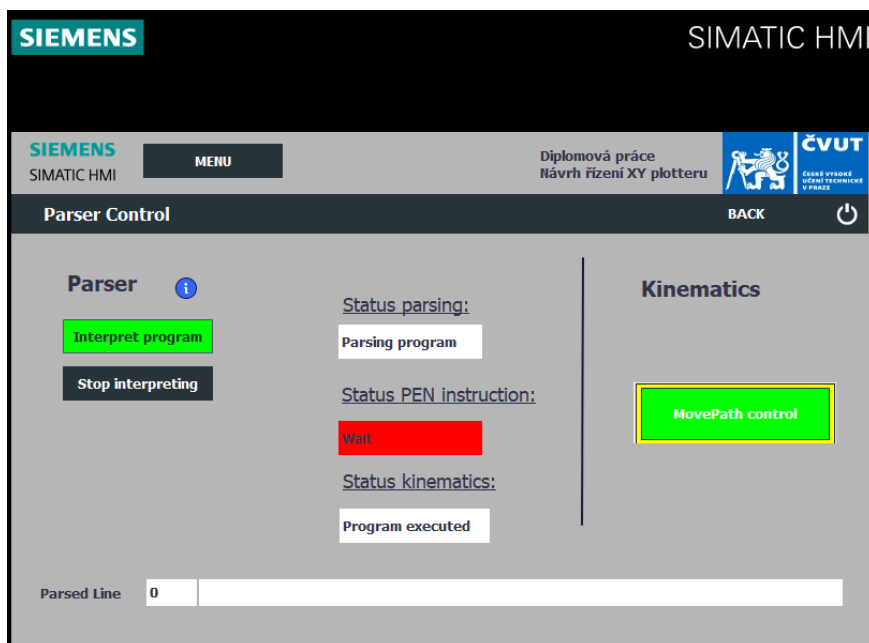 SIEMENS
SIMATIC HMI
SIEMENS
SIMATIC HMI
MENU
Diplomová práce
Návrh řízení XY plotteru
ČVUT
ČESKÉ VYSOKÉ
UČENÍ TECHNICKÉ
V PRAZE
Parser Control
BACK
Parser
i
Interpret program
Stop interpreting
Status parsing:
Parsing program
Status PEN instruction:
Wait
Status kinematics:
Program executed
Kinematics
MovePath control
Parsed Line
0